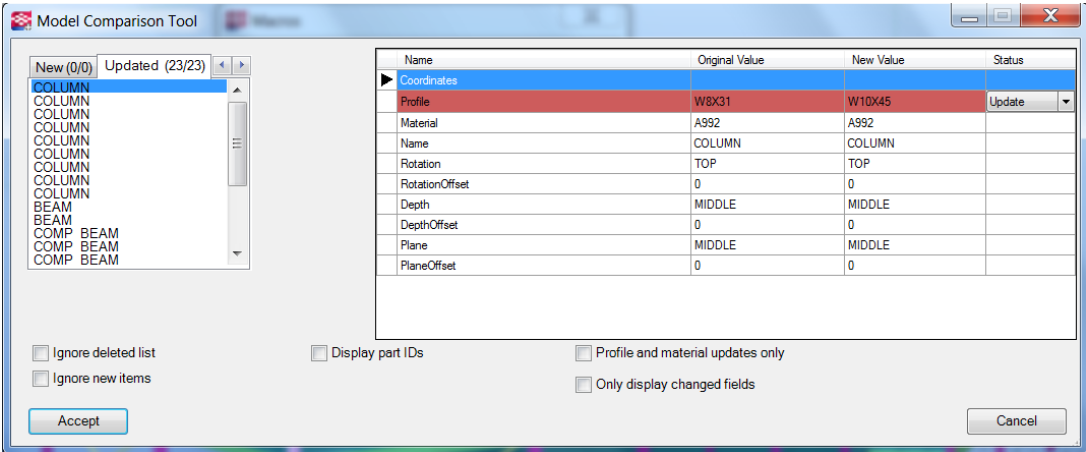 Model Comparison Tool
New (0/0) Updated (23/23)
COLUMN
COLUMN
COLUMN
COLUMN
COLUMN
COLUMN
COLUMN
COLUMN
COLUMN
BEAM
BEAM
COMP BEAM
COMP BEAM
COMP BEAM
Name Original Value New Value Status
Coordinates
Profile W8X31 W10X45 Update
Material A992 A992
Name COLUMN COLUMN
Rotation TOP TOP
RotationOffset 0 0
Depth MIDDLE MIDDLE
DepthOffset 0 0
Plane MIDDLE MIDDLE
PlaneOffset 0 0
Ignore deleted list Display part IDs Profile and material updates only
Ignore new items Only display changed fields
Accept Cancel